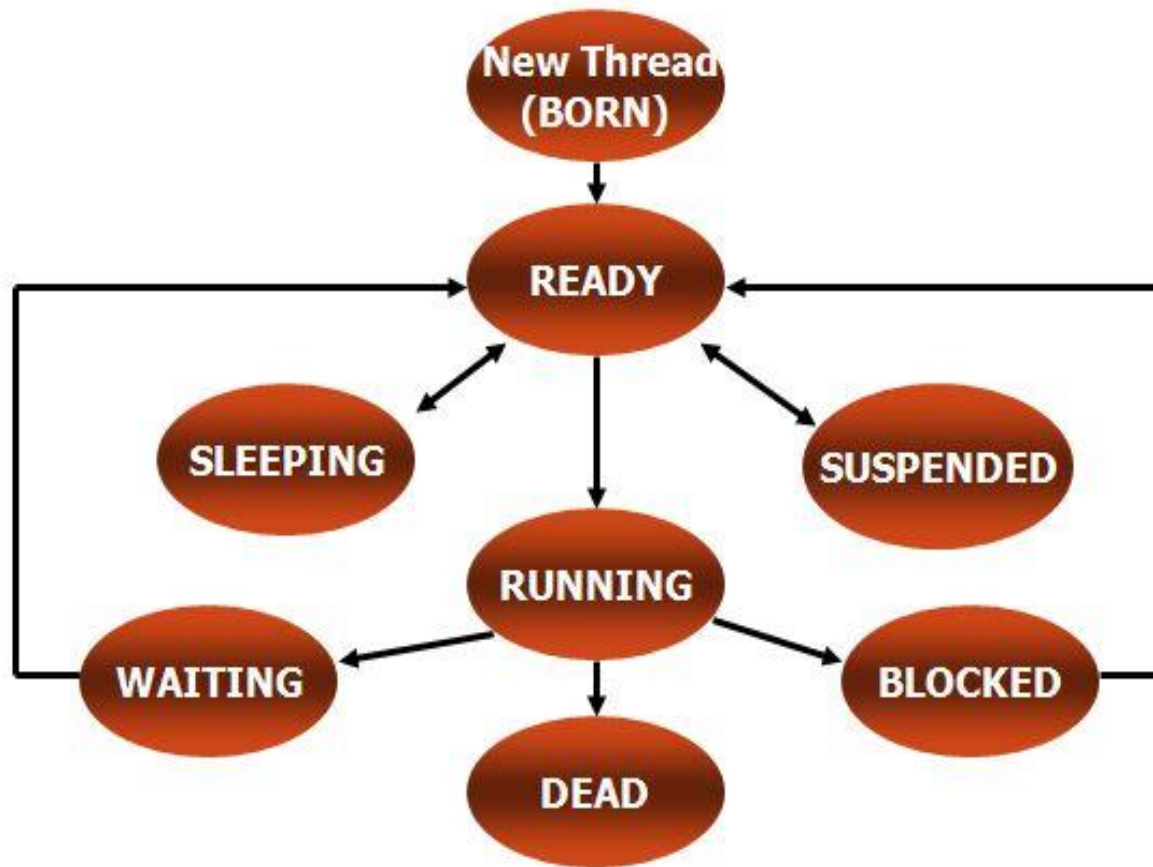 New Thread
(BORN)
READY
SLEEPING
SUSPENDED
RUNNING
WAITING
BLOCKED
DEAD